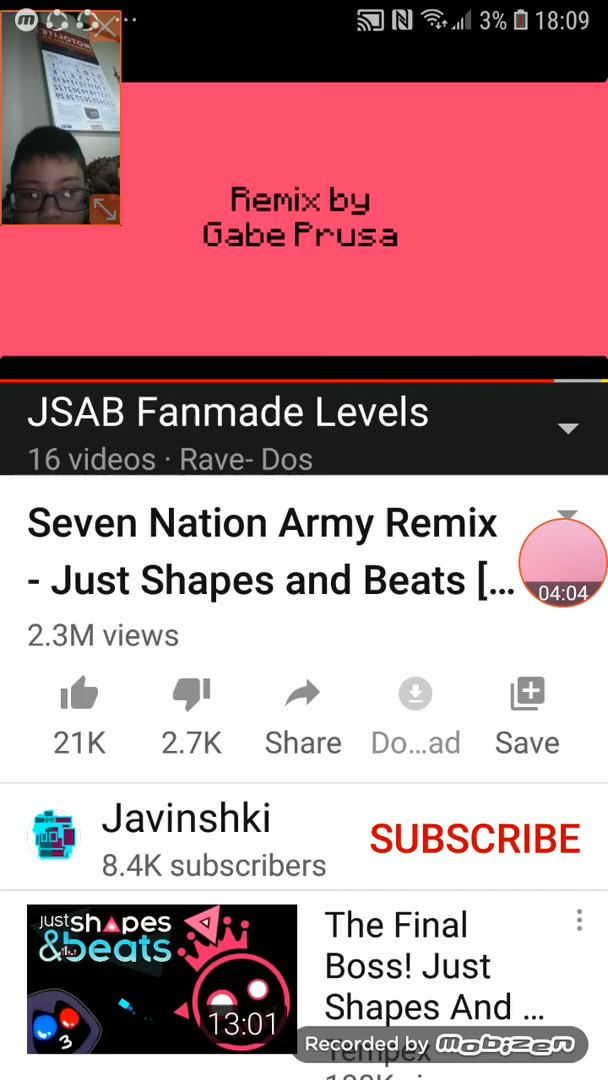 3% 18:09
Remix by
Gabe Prusa
JSAB Fanmade Levels
16 videos · Rave- Dos
Seven Nation Army Remix
- Just Shapes and Beats [...
04:04
2.3M views
21K 2.7K Share Do...ad Save
Javinshki
SUBSCRIBE
8.4K subscribers
just shapes
&beats
3
13:01
The Final
Boss! Just
Shapes And ...
Recorded by mobizen